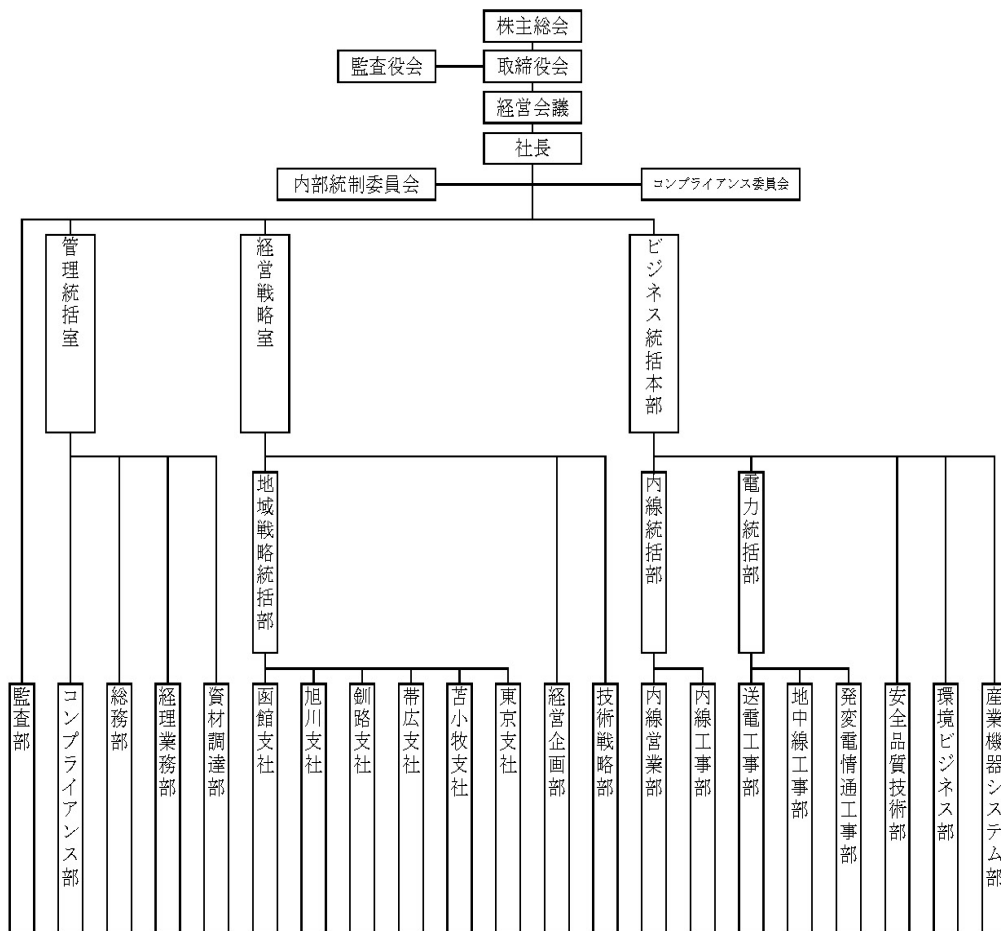 株主総会
監査役会
取締役会
経営会議
社長
内部統制委員会
コンプライアンス委員会
管理統括室
経営戦略室
ビジネス統括本部
地域戦略統括部
内線統括部
電力統括部
監査部
コンプライアンス部
総務部
経理業務部
資材調達部
函館支社
旭川支社
釧路支社
帯広支社
苫小牧支社
東京支社
経営企画部
技術戦略部
内線営業部
内線工事部
送電工事部
地中線工事部
発変電情通工事部
安全品質技術部
環境ビジネス部
産業機器システム部